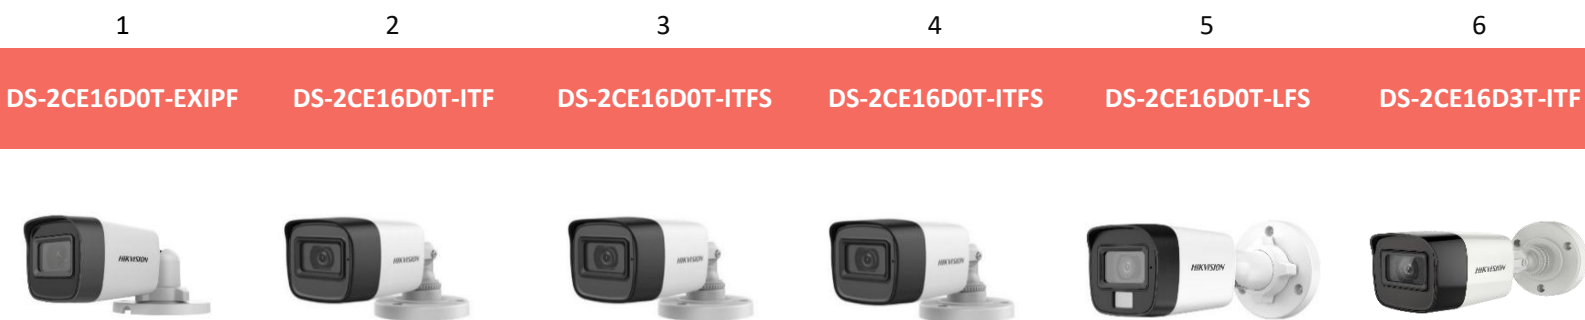 1 2 3 4 5 6
DS-2CE16D0T-EXIPF DS-2CE16D0T-ITF DS-2CE16D0T-ITFS DS-2CE16D0T-ITFS DS-2CE16D0T-LFS DS-2CE16D3T-ITF
HIKVISION HIKVISION HIKVISION HIKVISION HIKVISION HIKVISION